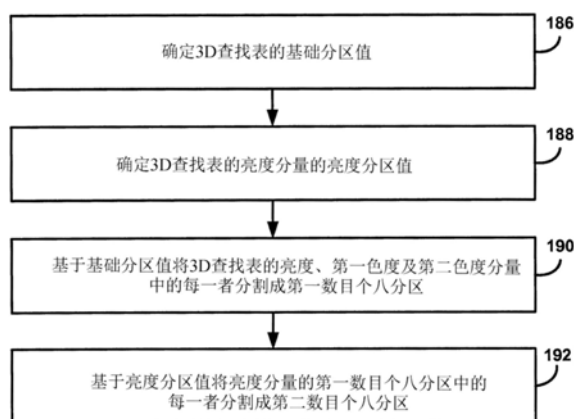 186
确定3D查找表的基础分区值
188
确定3D查找表的亮度分量的亮度分区值
190
基于基础分区值将3D查找表的亮度、第一色度及第二色度分量
中的每一者分割成第一数目个八分区
192
基于亮度分区值将亮度分量的第一数目个八分区中的
每一者分割成第二数目个八分区